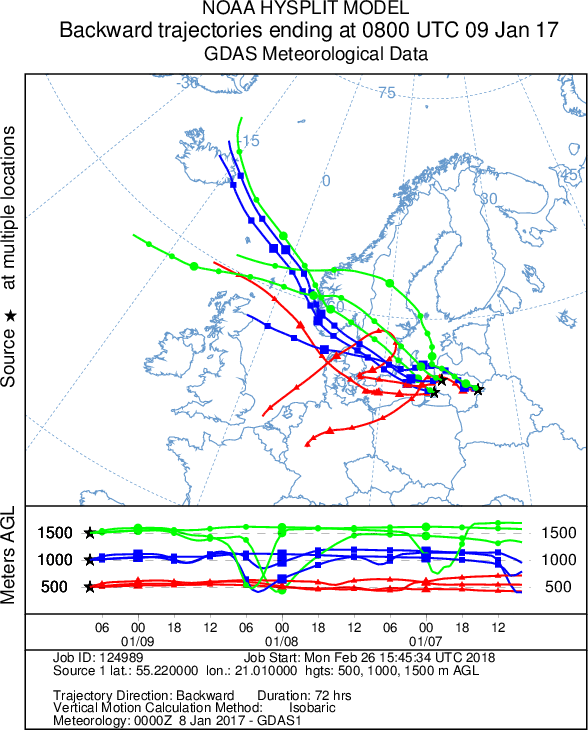 NOAA HYSPLIT MODEL
Backward trajectories ending at 0800 UTC 09 Jan 17
GDAS Meteorological Data
Source ★ at multiple locations
-30
75
15
0
30
45
60
Meters AGL
1500 1500
1000 1000
500 500
06 00 18 12 06 00 18 12 06 00 18 12
01/09 01/08 01/07
Job ID: 124989 Job Start: Mon Feb 26 15:45:34 UTC 2018
Source 1 lat.: 55.220000 lon.: 21.010000 hgts: 500, 1000, 1500 m AGL
Trajectory Direction: Backward Duration: 72 hrs
Vertical Motion Calculation Method: Isobaric
Meteorology: 0000Z 8 Jan 2017 - GDAS1